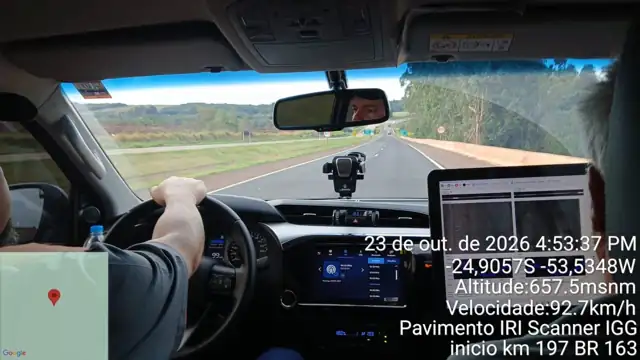 23 de out. de 2026 4:53:37 PM
-24,9057S -53,5348W
Altitude:657.5msnm
Velocidade:92.7km/h
Pavimento IRI Scanner IGG
inicio km 197 BR 163
Google